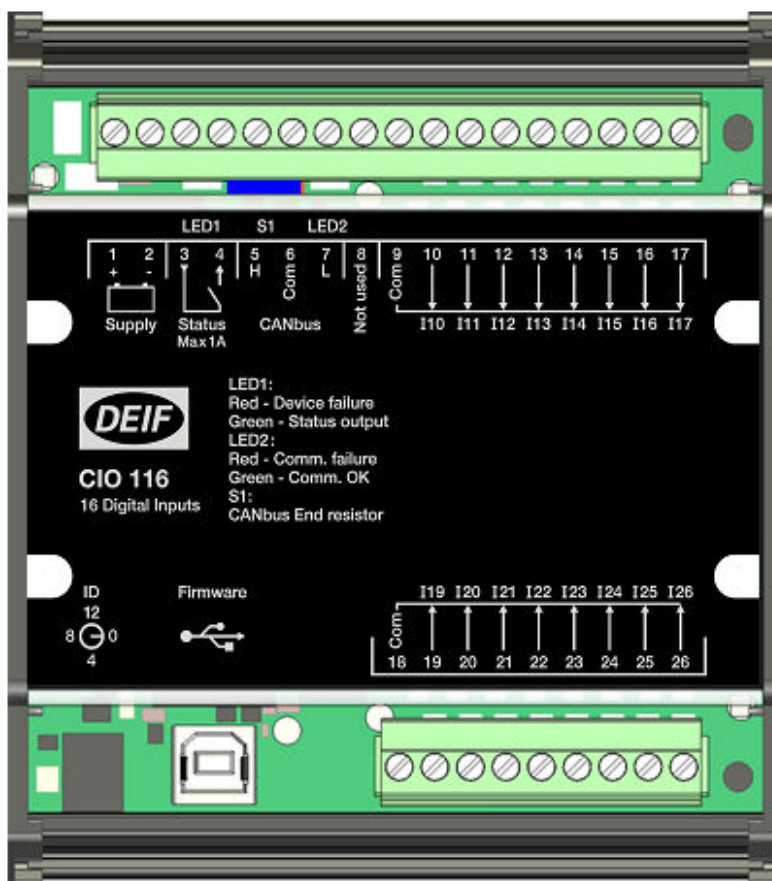 LED1 S1 LED2
1 2 3 4 5 6 7 8 9 10 11 12 13 14 15 16 17
+ - H Com L Not used Com
Supply Status CANbus I10 I11 I12 I13 I14 I15 I16 I17
Max 1A
LED1:
Red - Device failure
Green - Status output
LED2:
Red - Comm. failure
Green - Comm. OK
S1:
CANbus End resistor
DEIF
CIO 116
16 Digital Inputs
ID Firmware
12
8 0
4
I19 I20 I21 I22 I23 I24 I25 I26
Com
18 19 20 21 22 23 24 25 26